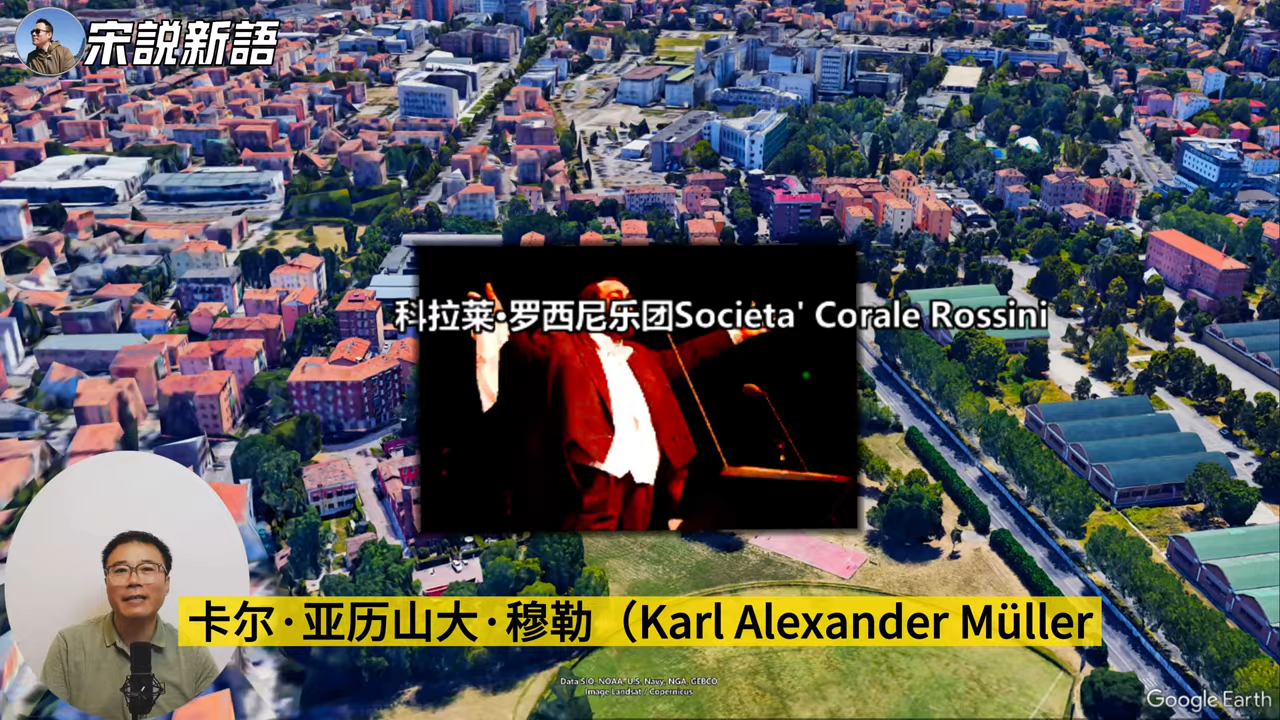 宋説新語
科拉莱·罗西尼乐团Societa' Corale Rossini
卡尔·亚历山大·穆勒（Karl Alexander Müller
Data SIO, NOAA, U.S. Navy, NGA, GEBCO
Image Landsat / Copernicus
Google Earth